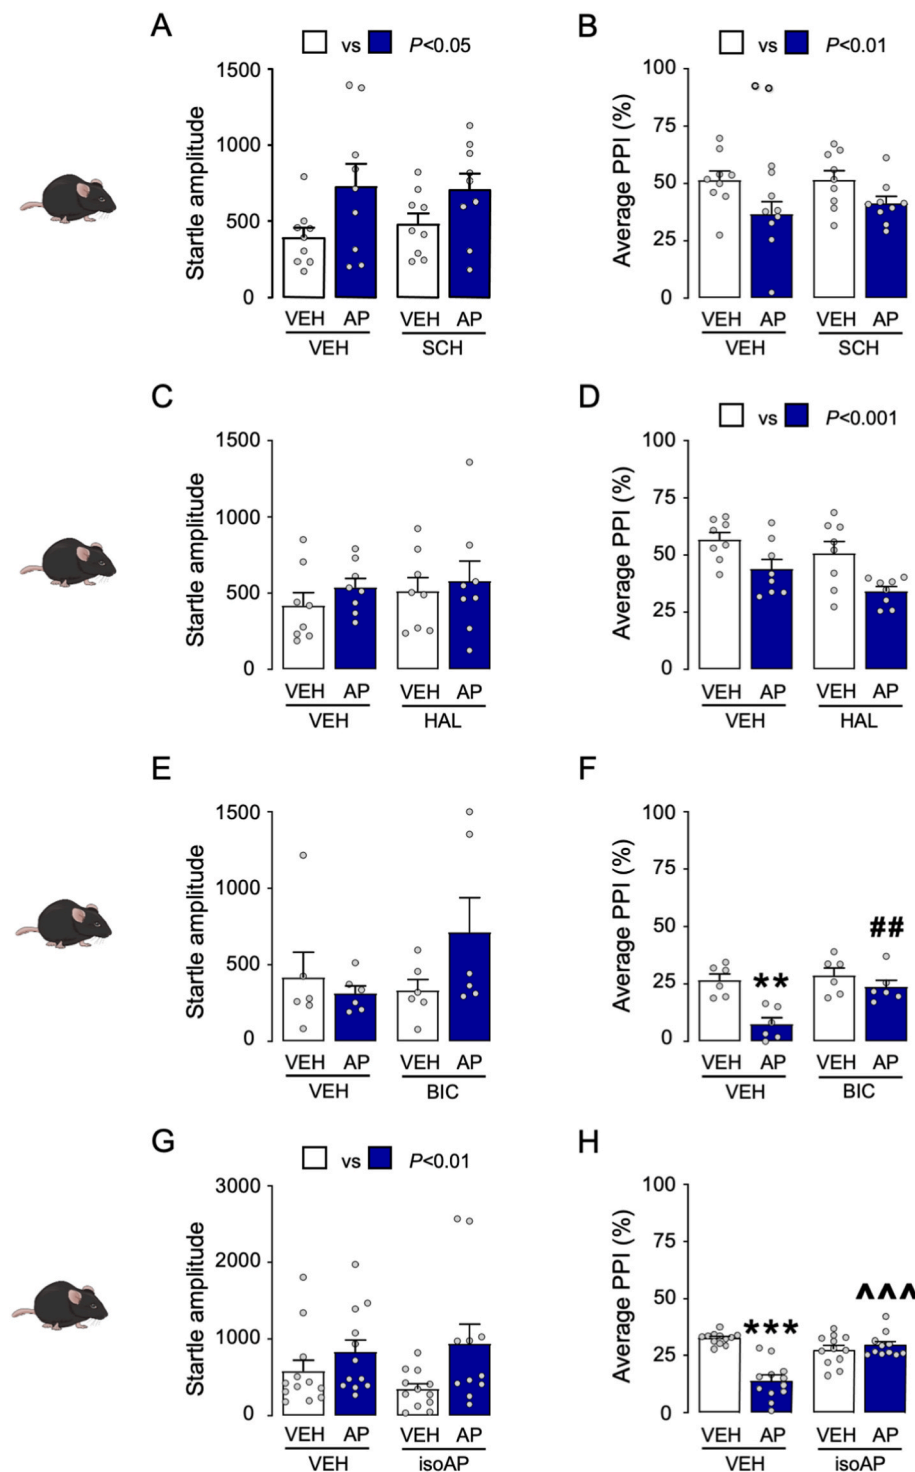 A
vs P<0.05
Startle amplitude
1500
1000
500
0
VEH AP VEH AP
VEH SCH
B
vs P<0.01
Average PPI (%)
100
75
50
25
0
VEH AP VEH AP
VEH SCH
C
Startle amplitude
1500
1000
500
0
VEH AP VEH AP
VEH HAL
D
vs P<0.001
Average PPI (%)
100
75
50
25
0
VEH AP VEH AP
VEH HAL
E
Startle amplitude
1500
1000
500
0
VEH AP VEH AP
VEH BIC
F
Average PPI (%)
100
75
50
25
0
** ##
VEH AP VEH AP
VEH BIC
G
vs P<0.01
Startle amplitude
3000
2000
1000
0
VEH AP VEH AP
VEH isoAP
H
Average PPI (%)
100
75
50
25
0
*** ^^^
VEH AP VEH AP
VEH isoAP